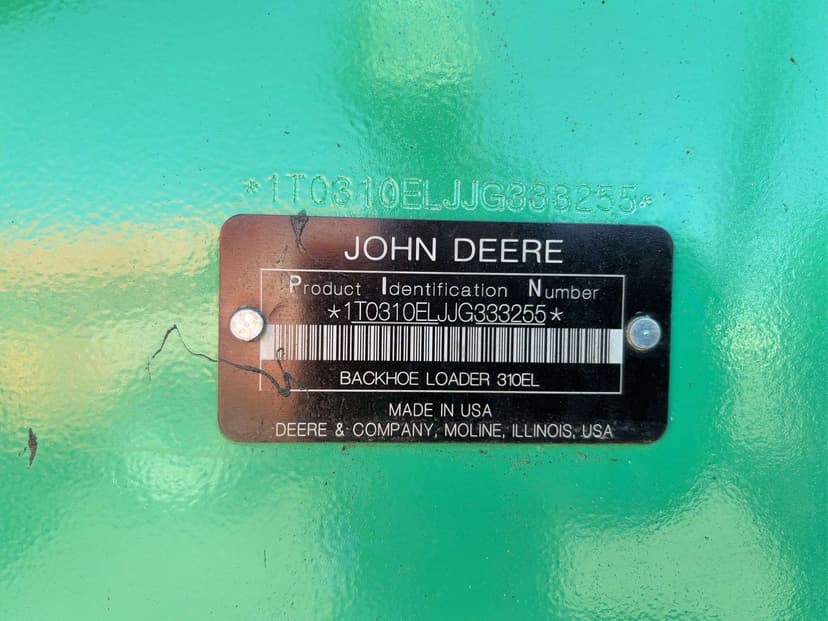 *1T0310ELJJG333255*
JOHN DEERE
Product Identification Number
*1T0310ELJJG333255*
BACKHOE LOADER 310EL
MADE IN USA
DEERE & COMPANY, MOLINE, ILLINOIS, USA